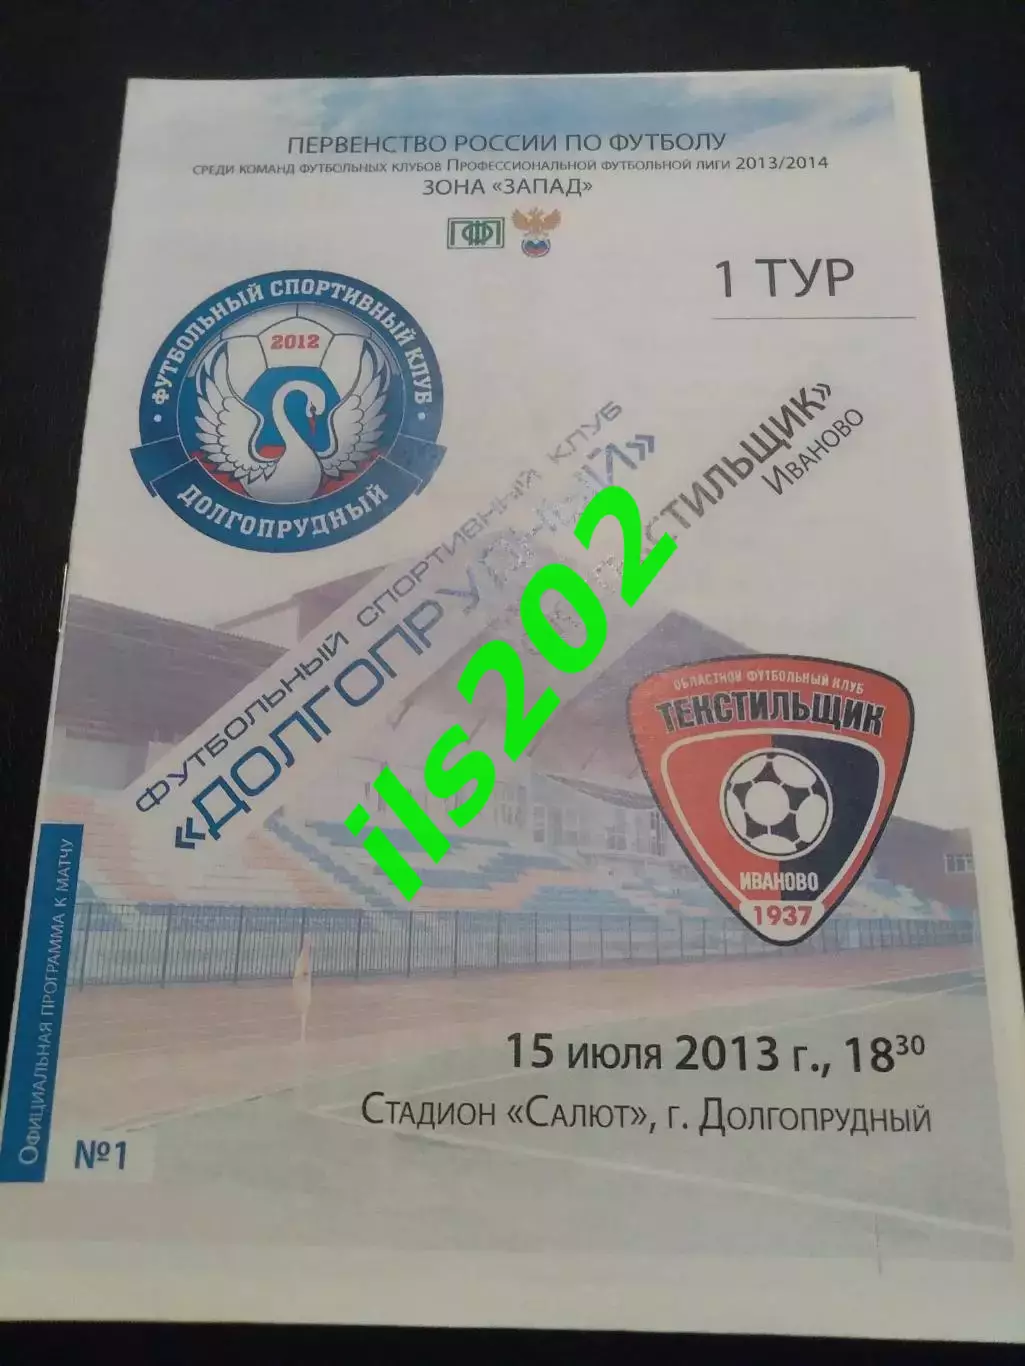 ПЕРВЕНСТВО РОССИИ ПО ФУТБОЛУ
СРЕДИ КОМАНД ФУТБОЛЬНЫХ КЛУБОВ ПРОФЕССИОНАЛЬНОЙ ФУТБОЛЬНОЙ ЛИГИ 2013/2014
ЗОНА «ЗАПАД»
ПФЛ
1 ТУР
ФУТБОЛЬНЫЙ СПОРТИВНЫЙ КЛУБ
2012
ДОЛГОПРУДНЫЙ
ФУТБОЛЬНЫЙ СПОРТИВНЫЙ КЛУБ
«ДОЛГОПРУДНЫЙ»
СТИЛЬЩИК»
ИВАНОВО
ils202
ОБЛАСТНОЙ ФУТБОЛЬНЫЙ КЛУБ
ТЕКСТИЛЬЩИК
ИВАНОВО
1937
ОФИЦИАЛЬНАЯ ПРОГРАММА К МАТЧУ
№1
15 ИЮЛЯ 2013 Г., 18³⁰
СТАДИОН «САЛЮТ», Г. ДОЛГОПРУДНЫЙ